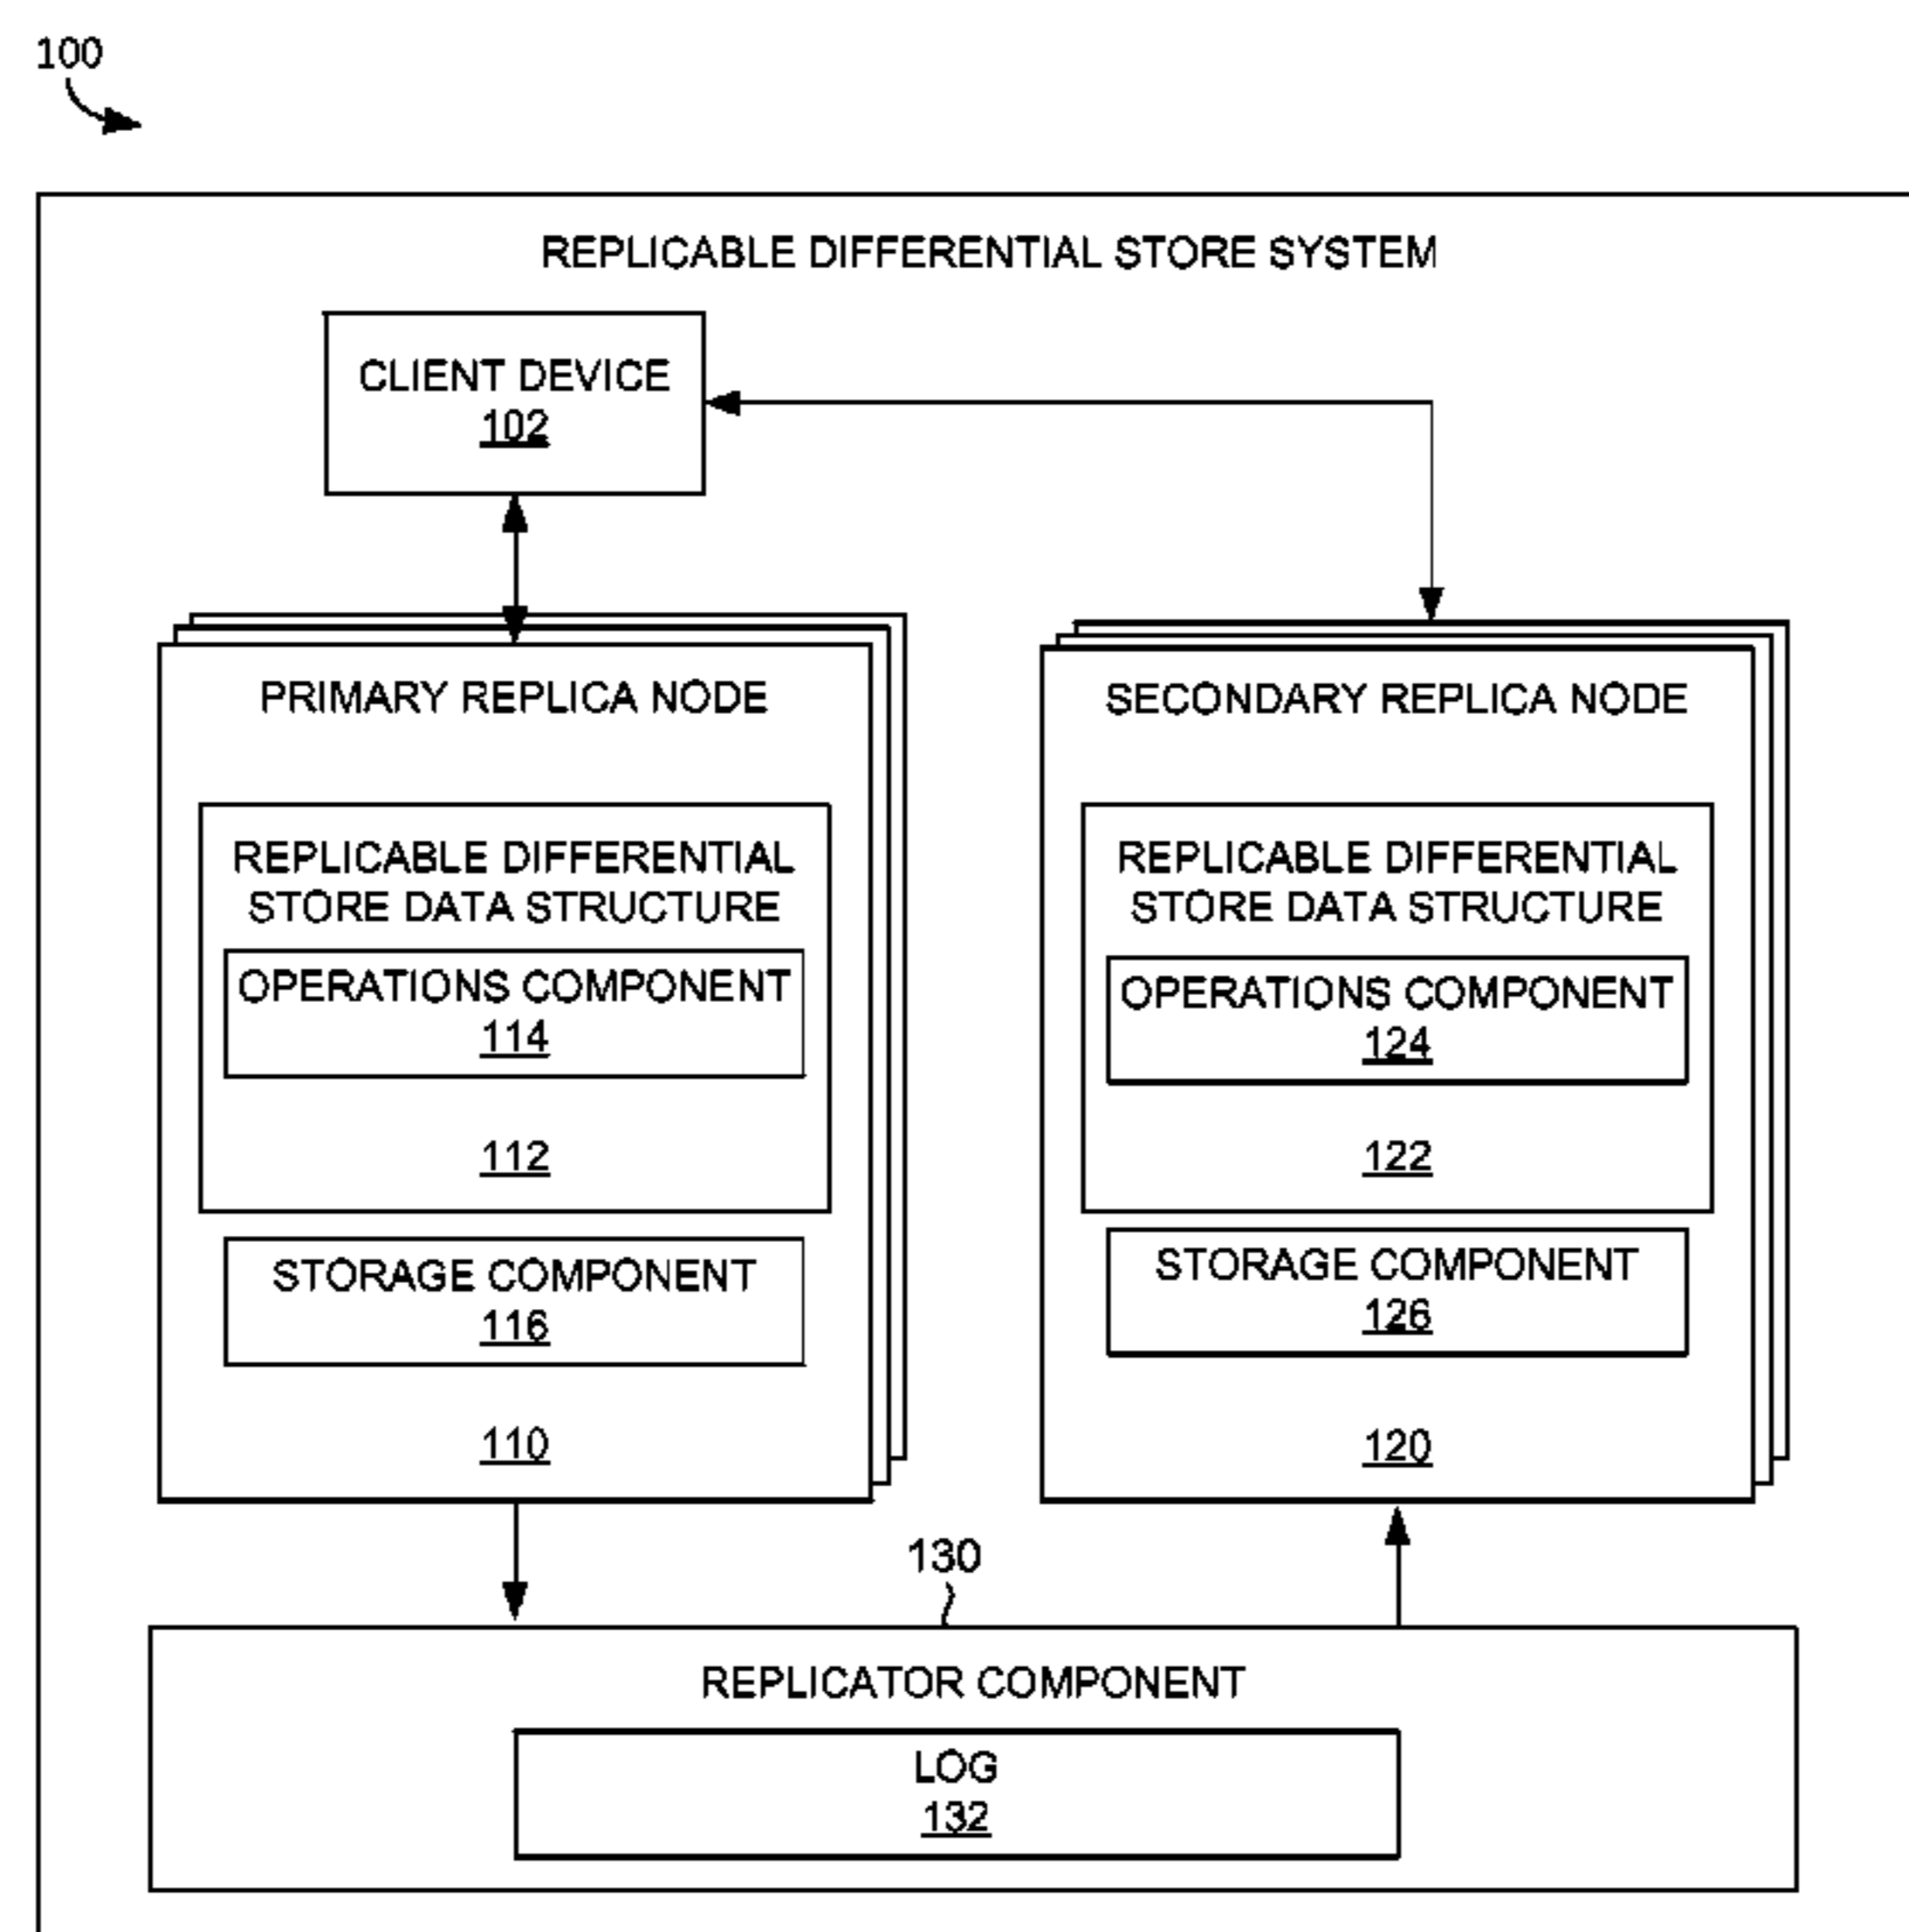 100
REPLICABLE DIFFERENTIAL STORE SYSTEM
CLIENT DEVICE
102
PRIMARY REPLICA NODE
REPLICABLE DIFFERENTIAL
STORE DATA STRUCTURE
OPERATIONS COMPONENT
114
112
STORAGE COMPONENT
116
110
SECONDARY REPLICA NODE
REPLICABLE DIFFERENTIAL
STORE DATA STRUCTURE
OPERATIONS COMPONENT
124
122
STORAGE COMPONENT
126
120
130
REPLICATOR COMPONENT
LOG
132